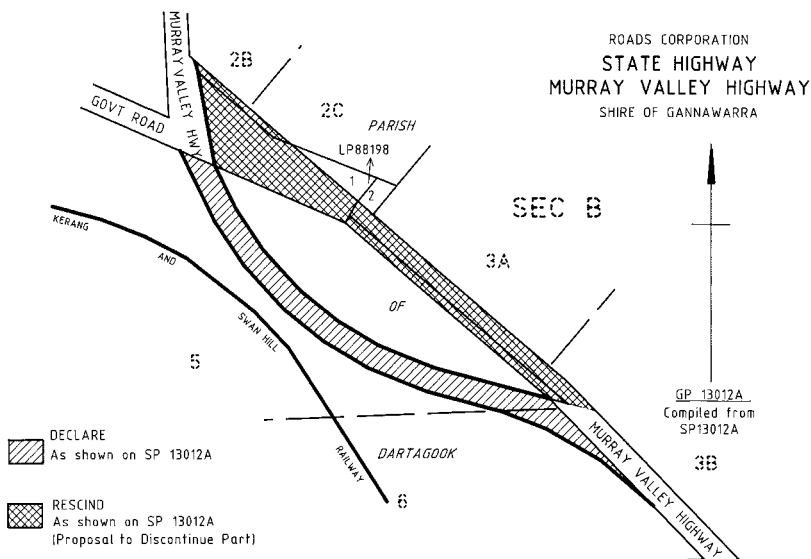 ROADS CORPORATION
STATE HIGHWAY
MURRAY VALLEY HIGHWAY
SHIRE OF GANNAWARRA
2B
MURRAY VALLEY HWY
GOVT ROAD
2C
PARISH
LP88198
1
2
SEC B
3A
KERANG
AND
SWAN HILL
RAILWAY
OF
5
GP 13012A
Compiled from
SP13012A
3B
MURRAY VALLEY HIGHWAY
DARTAGOOK
6
DECLARE
As shown on SP 13012A
RESCIND
As shown on SP 13012A
(Proposal to Discontinue Part)